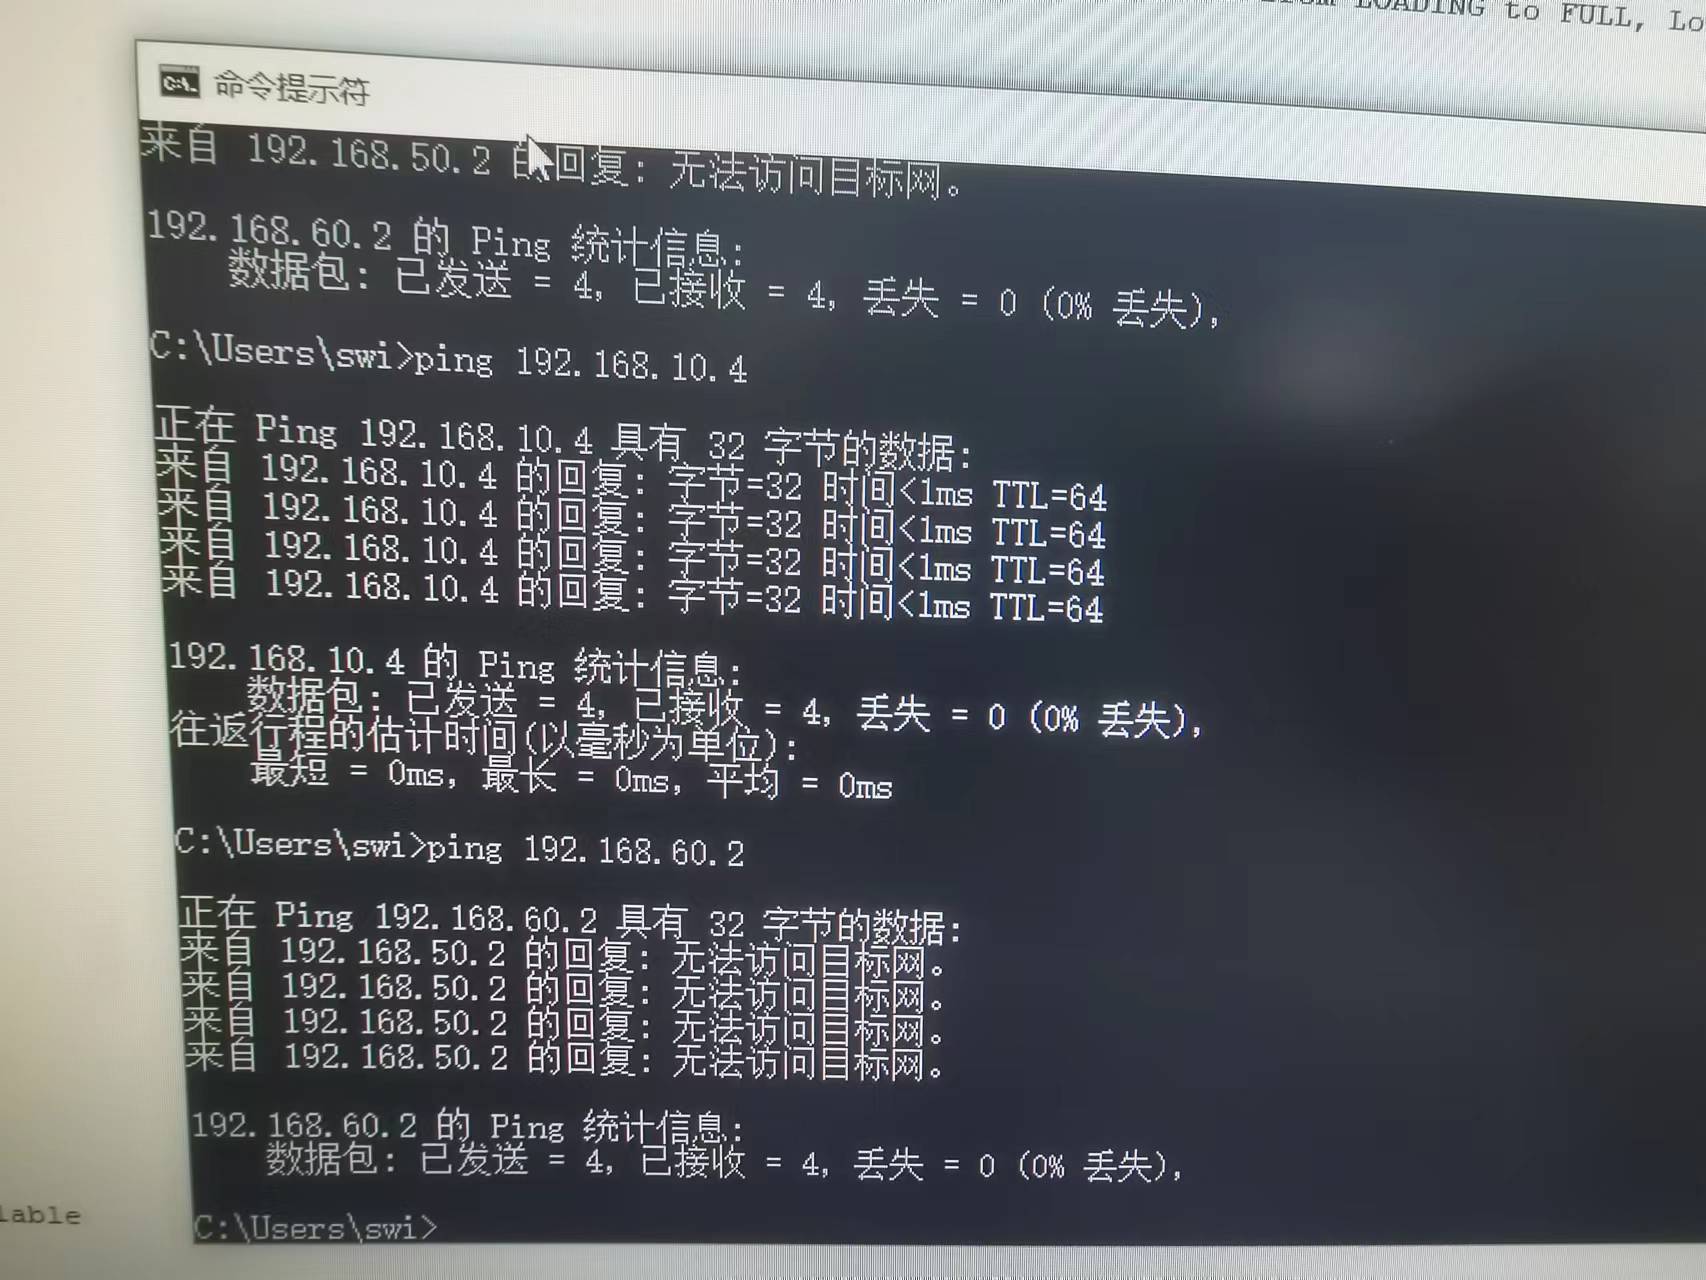 LOADING to FULL, Lo
命令提示符
来自 192.168.50.2 的回复: 无法访问目标网。
192.168.60.2 的 Ping 统计信息:
数据包: 已发送 = 4, 已接收 = 4, 丢失 = 0 (0% 丢失),
C:\Users\swi>ping 192.168.10.4
正在 Ping 192.168.10.4 具有 32 字节的数据:
来自 192.168.10.4 的回复: 字节=32 时间<1ms TTL=64
来自 192.168.10.4 的回复: 字节=32 时间<1ms TTL=64
来自 192.168.10.4 的回复: 字节=32 时间<1ms TTL=64
来自 192.168.10.4 的回复: 字节=32 时间<1ms TTL=64
192.168.10.4 的 Ping 统计信息:
数据包: 已发送 = 4, 已接收 = 4, 丢失 = 0 (0% 丢失),
往返行程的估计时间(以毫秒为单位):
最短 = 0ms, 最长 = 0ms, 平均 = 0ms
C:\Users\swi>ping 192.168.60.2
正在 Ping 192.168.60.2 具有 32 字节的数据:
来自 192.168.50.2 的回复: 无法访问目标网。
来自 192.168.50.2 的回复: 无法访问目标网。
来自 192.168.50.2 的回复: 无法访问目标网。
来自 192.168.50.2 的回复: 无法访问目标网。
192.168.60.2 的 Ping 统计信息:
数据包: 已发送 = 4, 已接收 = 4, 丢失 = 0 (0% 丢失),
lable
C:\Users\swi>